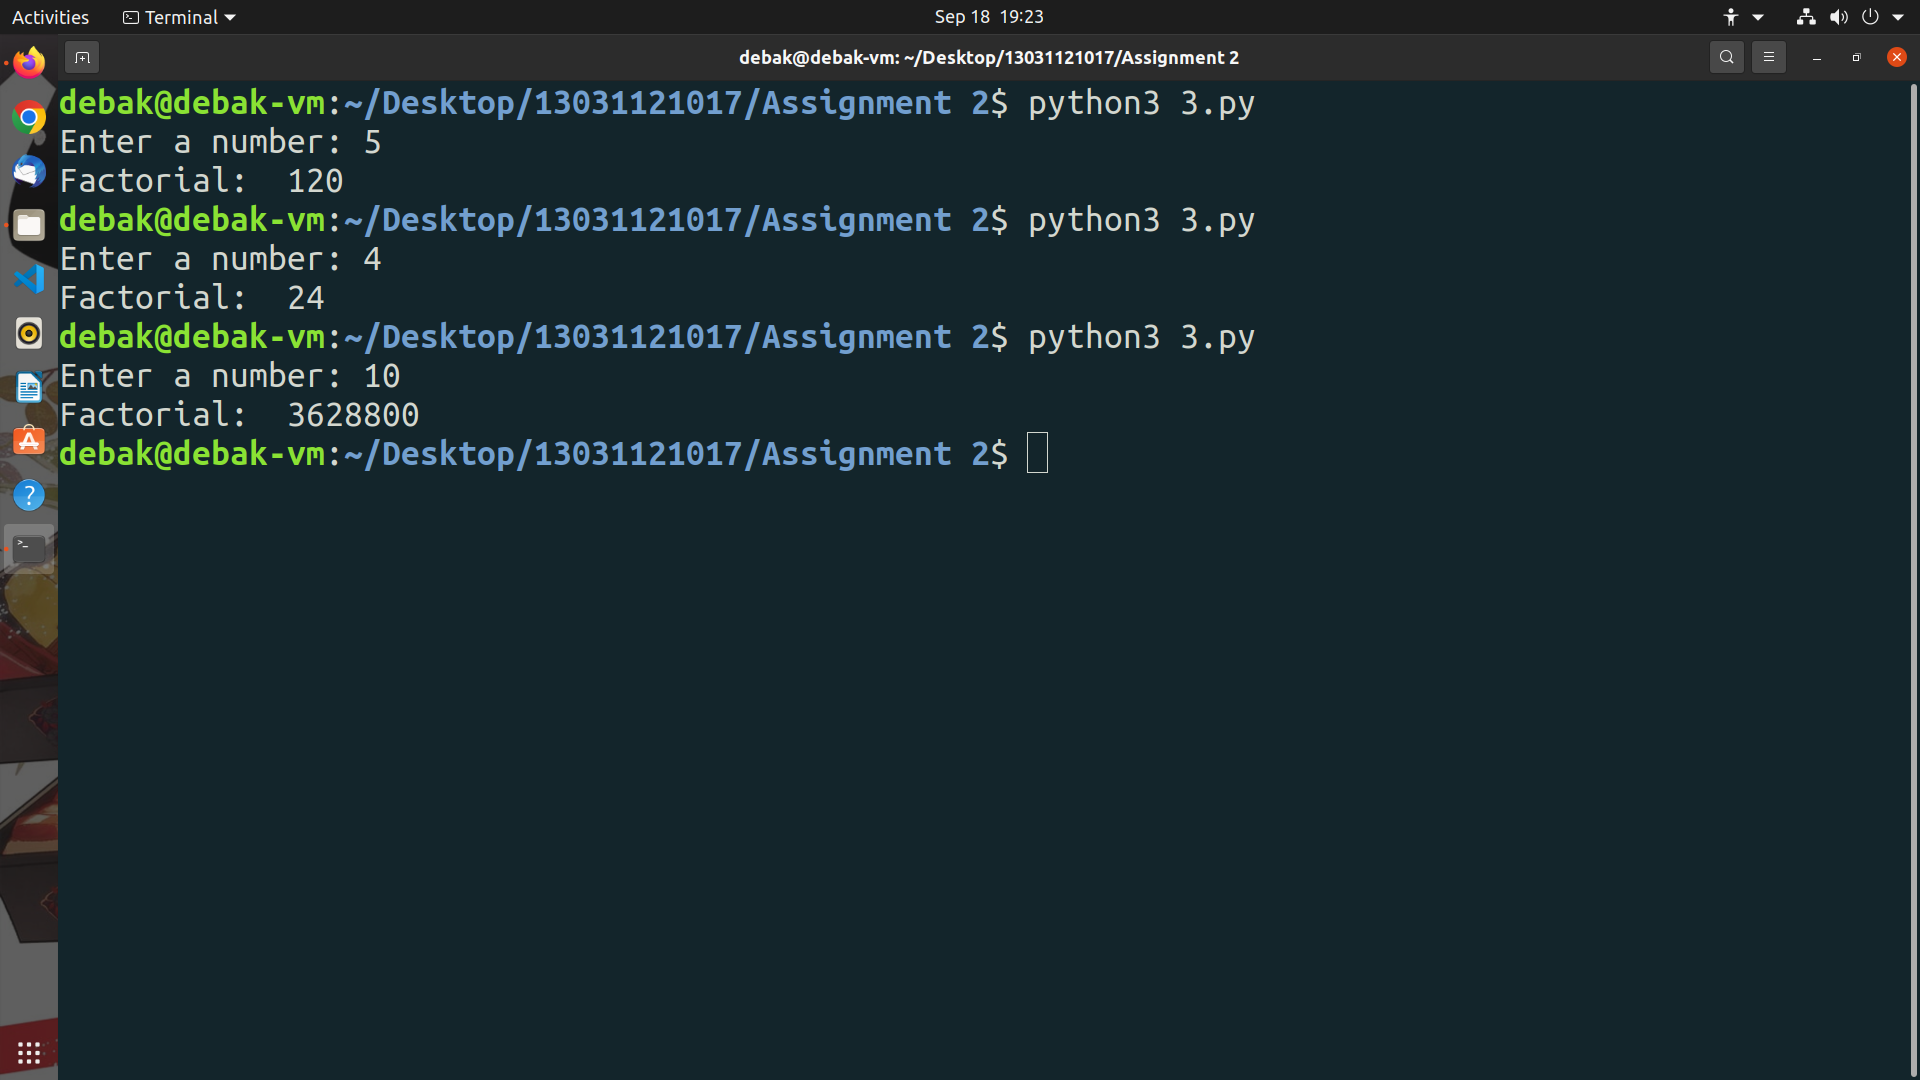 Activities Terminal Sep 18 19:23
debak@debak-vm: ~/Desktop/13031121017/Assignment 2
debak@debak-vm:~/Desktop/13031121017/Assignment 2$ python3 3.py
Enter a number: 5
Factorial:  120
debak@debak-vm:~/Desktop/13031121017/Assignment 2$ python3 3.py
Enter a number: 4
Factorial:  24
debak@debak-vm:~/Desktop/13031121017/Assignment 2$ python3 3.py
Enter a number: 10
Factorial:  3628800
debak@debak-vm:~/Desktop/13031121017/Assignment 2$